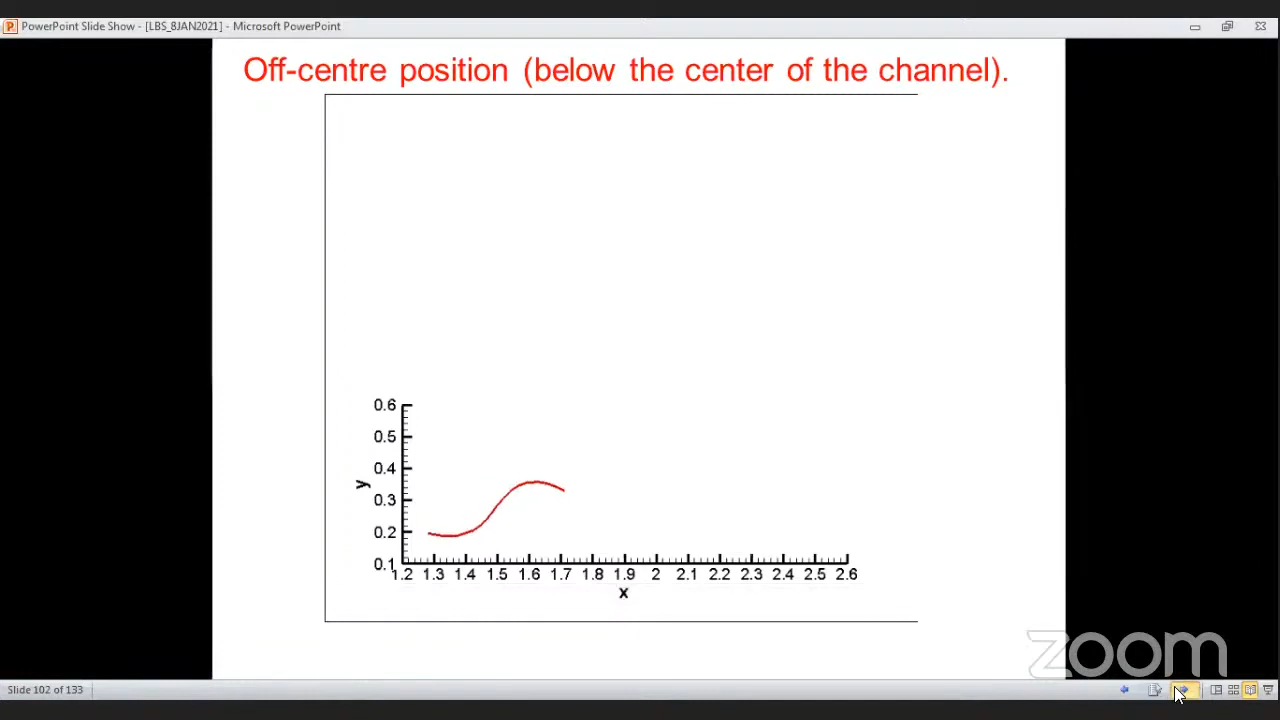 PowerPoint Slide Show - [LBS_8JAN2021] - Microsoft PowerPoint
Off-centre position (below the center of the channel).
0.6
0.5
0.4
y
0.3
0.2
0.1
1.2 1.3 1.4 1.5 1.6 1.7 1.8 1.9 2 2.1 2.2 2.3 2.4 2.5 2.6
x
zoom
Slide 102 of 133